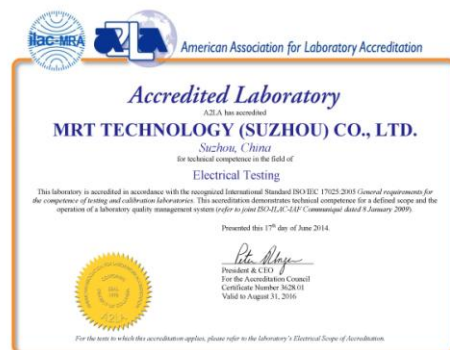 ilac-MRA
A2LA
American Association for Laboratory Accreditation
Accredited Laboratory
A2LA has accredited
MRT TECHNOLOGY (SUZHOU) CO., LTD.
Suzhou, China
for technical competence in the field of
Electrical Testing
This laboratory is accredited in accordance with the recognized International Standard ISO/IEC 17025:2005 General requirements for
the competence of testing and calibration laboratories. This accreditation demonstrates technical competence for a defined scope and the
operation of a laboratory quality management system (refer to joint ISO-ILAC-IAF Communiqué dated 8 January 2009).
Presented this 17th day of June 2014.
President & CEO
For the Accreditation Council
Certificate Number 3628.01
Valid to August 31, 2016
A2LA
For the tests to which this accreditation applies, please refer to the laboratory's Electrical Scope of Accreditation.